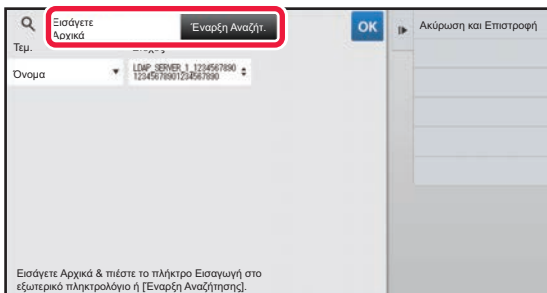 Εισάγετε
Αρχικά
Έναρξη Αναζήτ.
OK
Ακύρωση και Επιστροφή
Τεμ.
Όνομα
LDAP_SERVER_1_1234567890
12345678901234567890
Εισάγετε Αρχικά & πιέστε το πλήκτρο Εισαγωγή στο
εξωτερικό πληκτρολόγιο ή [Έναρξη Αναζήτησης].